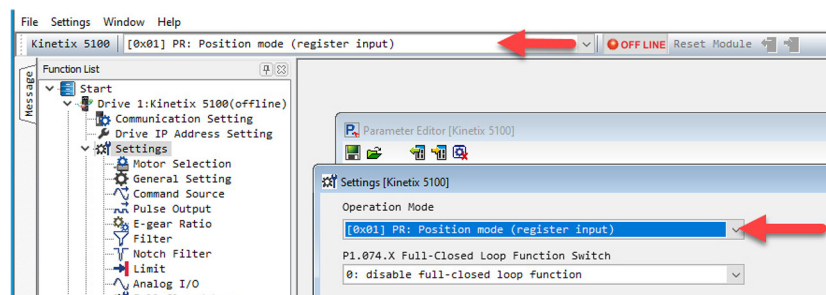 File Settings Window Help
Kinetix 5100 [0x01] PR: Position mode (register input) OFF LINE Reset Module
Message
Function List
Start
Drive 1:Kinetix 5100(offline)
Communication Setting
Drive IP Address Setting
Settings
Motor Selection
General Setting
Command Source
Pulse Output
E-gear Ratio
Filter
Notch Filter
Limit
Analog I/O
Parameter Editor [Kinetix 5100]
Settings [Kinetix 5100]
Operation Mode
[0x01] PR: Position mode (register input)
P1.074.X Full-Closed Loop Function Switch
0: disable full-closed loop function